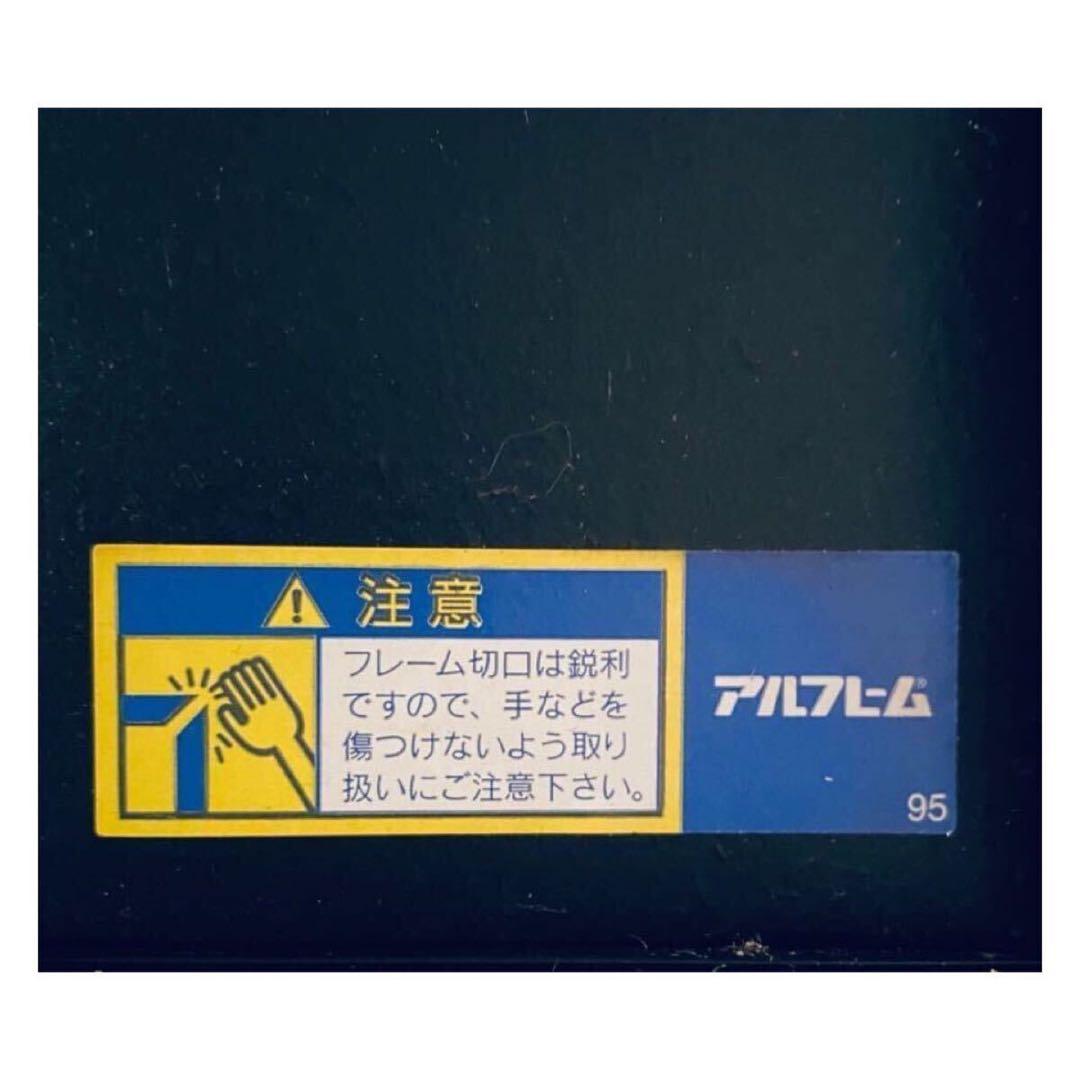 注意
フレーム切口は鋭利
ですので、手などを
傷つけないよう取り
扱いにご注意下さい。
アルフレーム®
95